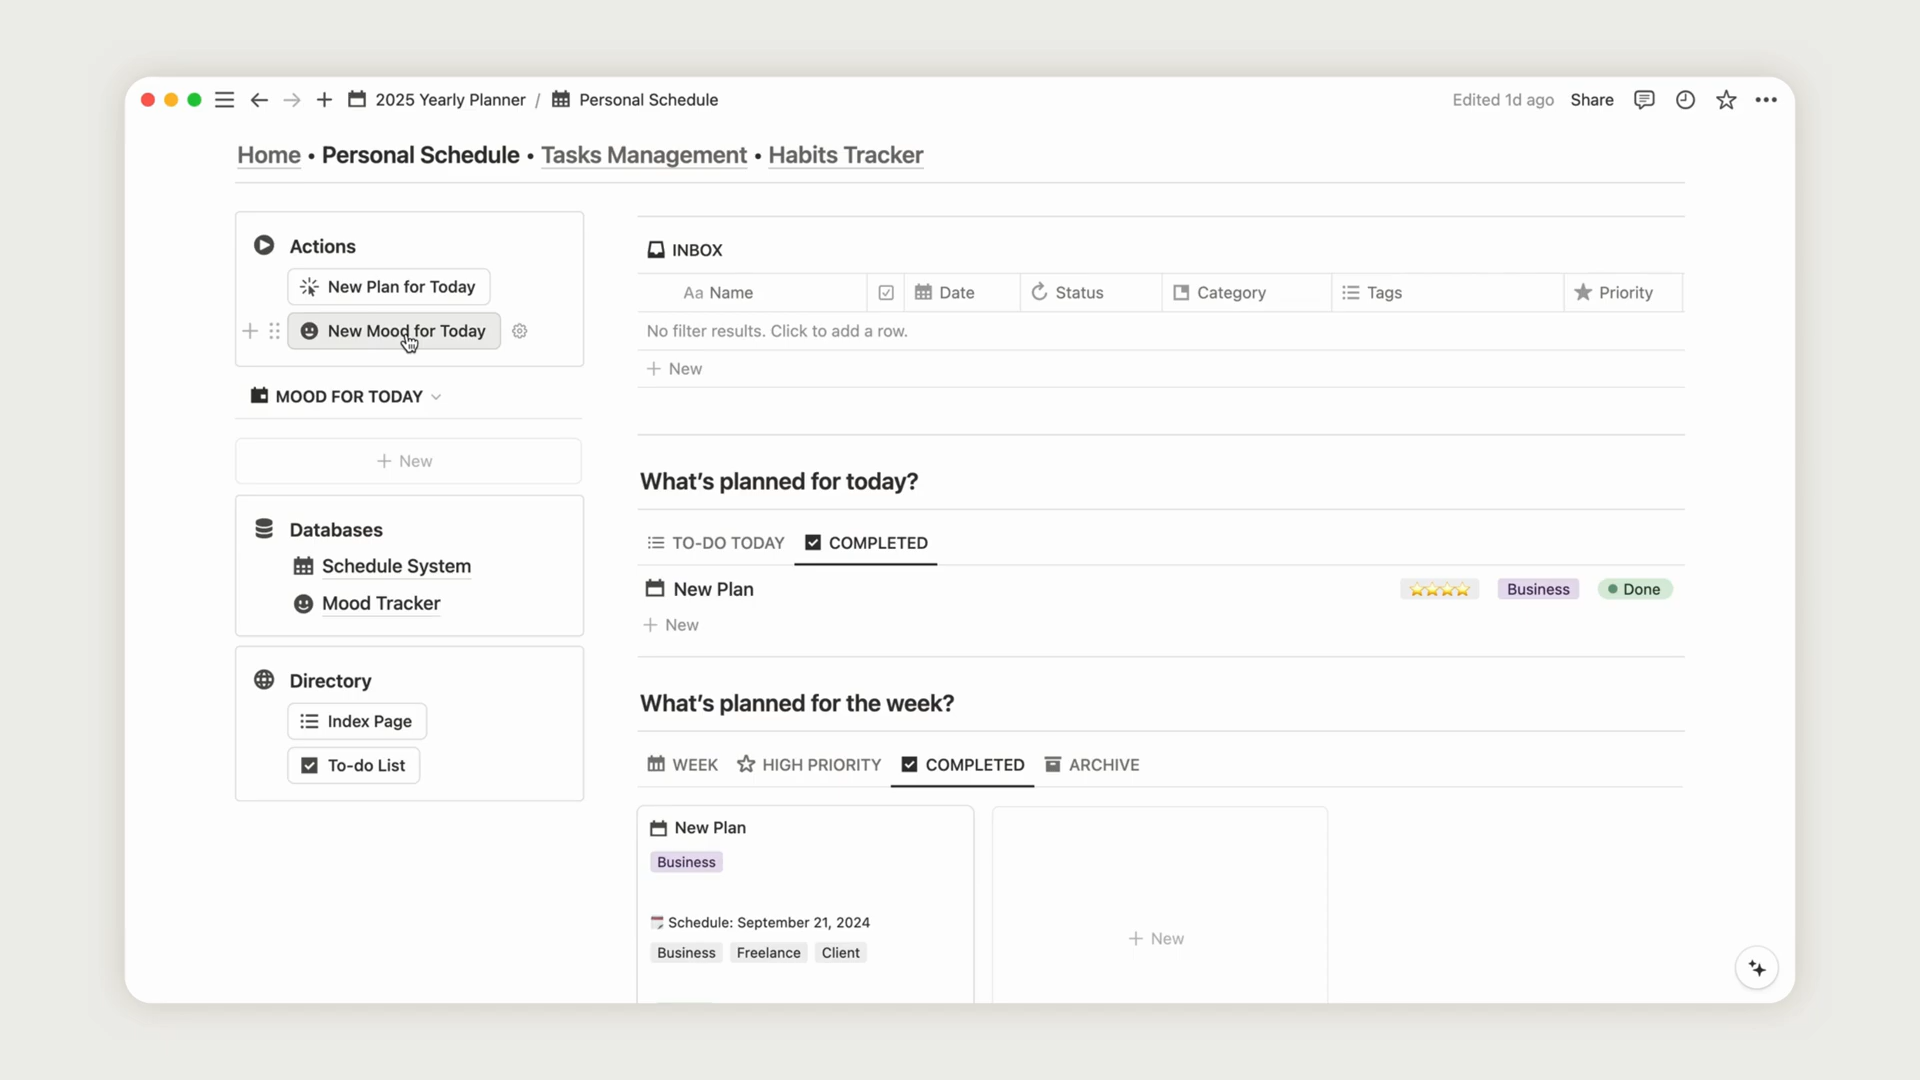 2025 Yearly Planner / Personal Schedule
Edited 1d ago Share
Home • Personal Schedule • Tasks Management • Habits Tracker
Actions
New Plan for Today
New Mood for Today
MOOD FOR TODAY
+ New
Databases
Schedule System
Mood Tracker
Directory
Index Page
To-do List
INBOX
Aa Name Date Status Category Tags Priority
No filter results. Click to add a row.
+ New
What's planned for today?
TO-DO TODAY COMPLETED
New Plan ⭐⭐⭐⭐ Business Done
+ New
What's planned for the week?
WEEK HIGH PRIORITY COMPLETED ARCHIVE
New Plan
Business
Schedule: September 21, 2024
Business Freelance Client
+ New